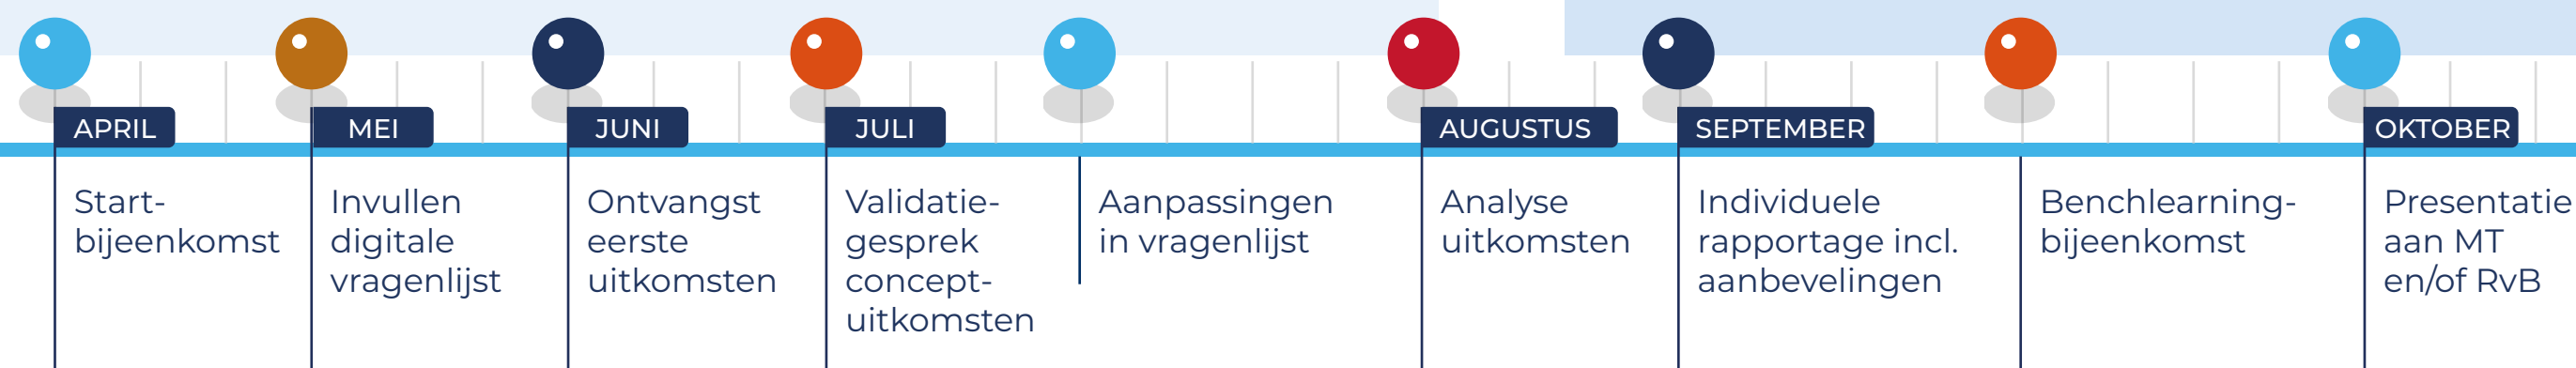 APRIL
Start-
bijeenkomst
MEI
Invullen
digitale
vragenlijst
JUNI
Ontvangst
eerste
uitkomsten
JULI
Validatie-
gesprek
concept-
uitkomsten
Aanpassingen
in vragenlijst
AUGUSTUS
Analyse
uitkomsten
SEPTEMBER
Individuele
rapportage incl.
aanbevelingen
Benchlearning-
bijeenkomst
OKTOBER
Presentatie
aan MT
en/of RvB